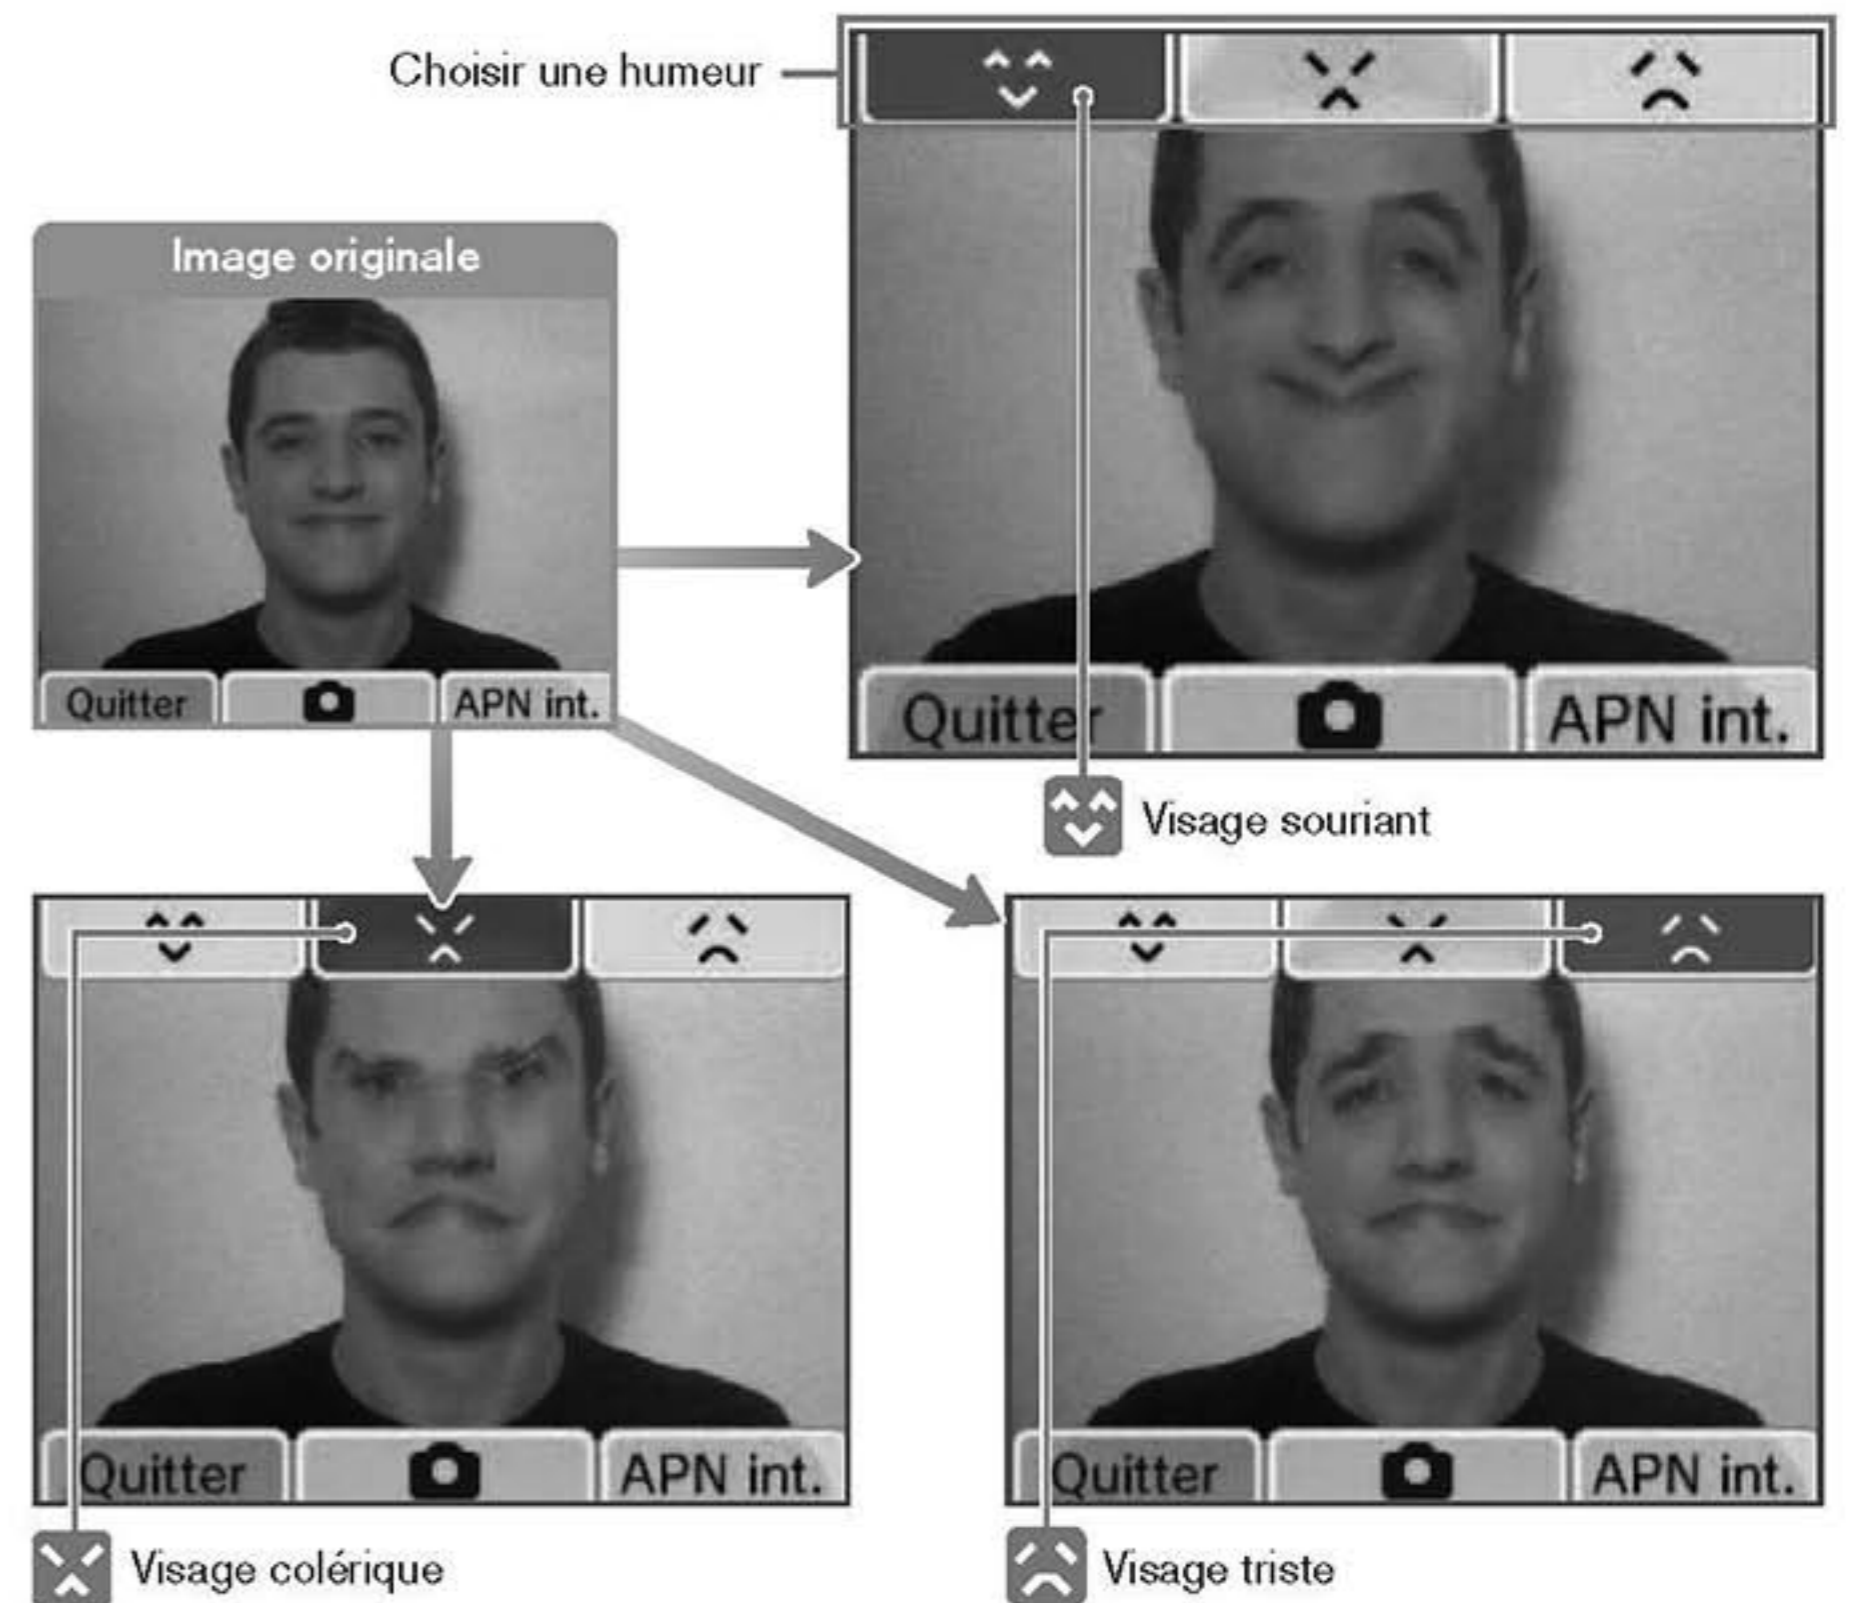 Choisir une humeur
Image originale
Quitter
APN int.
Quitter
APN int.
Visage souriant
Quitter
APN int.
Quitter
APN int.
Visage colérique
Visage triste